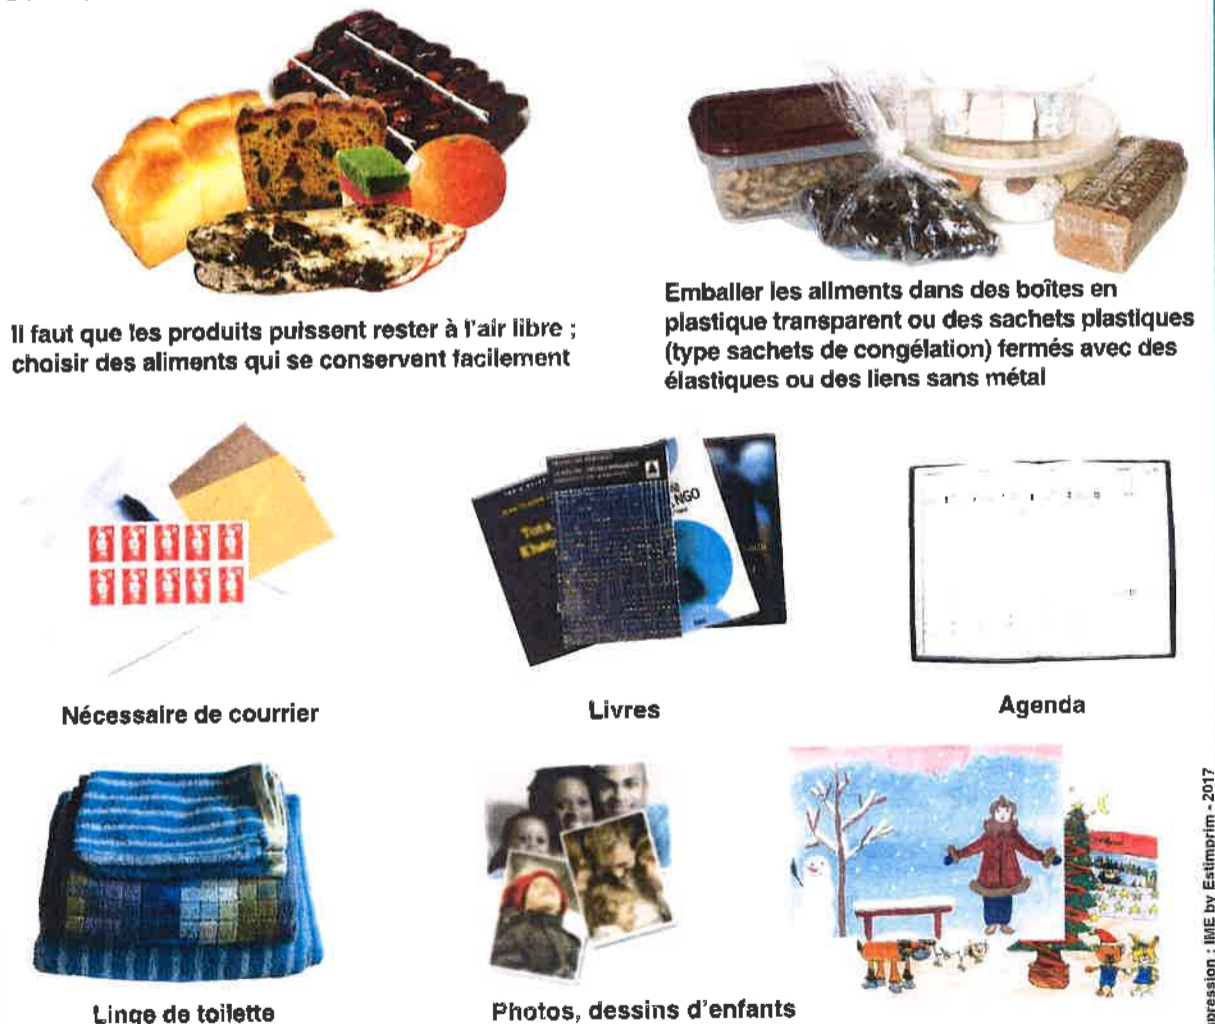 Il faut que les produits puissent rester à l'air libre ;
choisir des aliments qui se conservent facilement
Emballer les aliments dans des boîtes en
plastique transparent ou des sachets plastiques
(type sachets de congélation) fermés avec des
élastiques ou des liens sans métal
Nécessaire de courrier
Livres
Agenda
Linge de toilette
Photos, dessins d'enfants
pression : IME by Estimprim - 2017